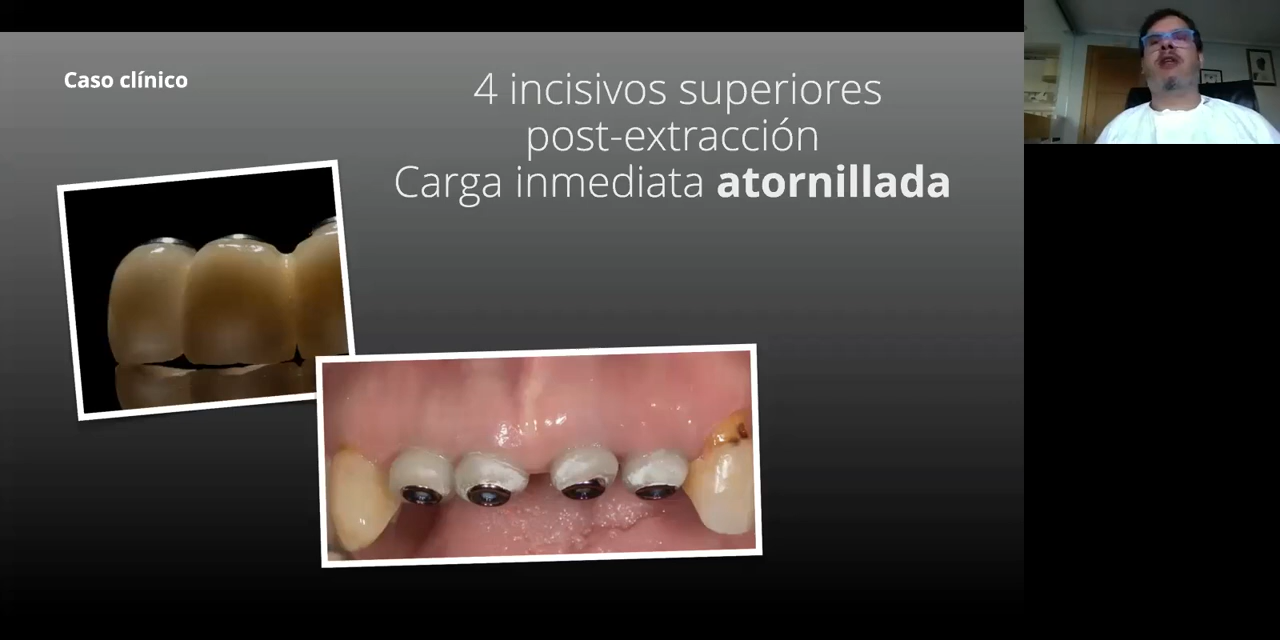 Caso clínico
4 incisivos superiores
post-extracción
Carga inmediata atornillada